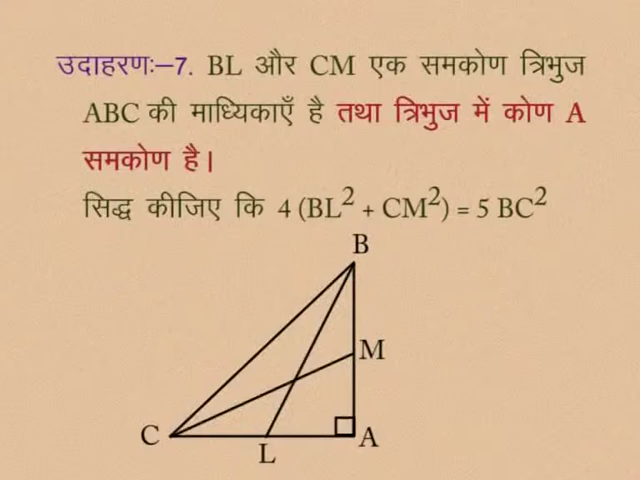 उदाहरणः–7. BL और CM एक समकोण त्रिभुज
ABC की माध्यिकाएँ है तथा त्रिभुज में कोण A
समकोण है।
सिद्ध कीजिए कि 4 (BL² + CM²) = 5 BC²
B
M
C
A
L